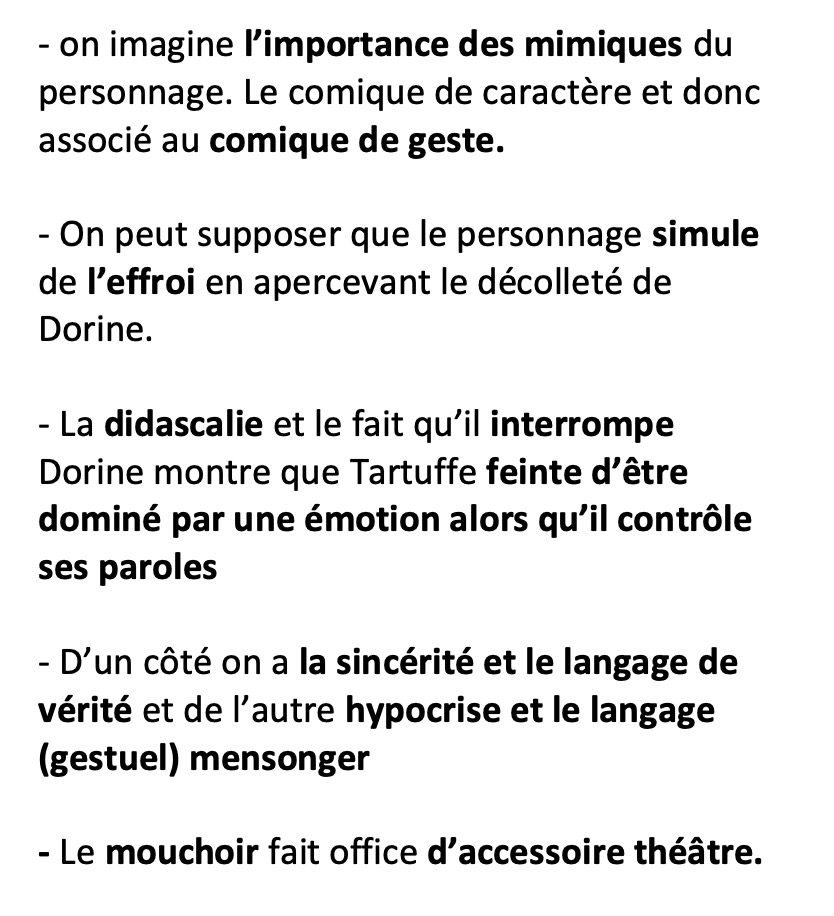 - on imagine l’importance des mimiques du
personnage. Le comique de caractère et donc
associé au comique de geste.
- On peut supposer que le personnage simule
de l’effroi en apercevant le décolleté de
Dorine.
- La didascalie et le fait qu’il interrompe
Dorine montre que Tartuffe feinte d’être
dominé par une émotion alors qu’il contrôle
ses paroles
- D’un côté on a la sincérité et le langage de
vérité et de l’autre hypocrise et le langage
(gestuel) mensonger
- Le mouchoir fait office d’accessoire théâtre.